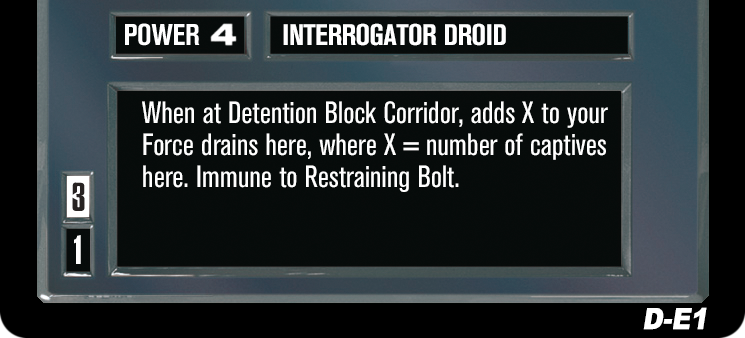 POWER 4 INTERROGATOR DROID
When at Detention Block Corridor, adds X to your
Force drains here, where X = number of captives
here. Immune to Restraining Bolt.
3
1
D-E1